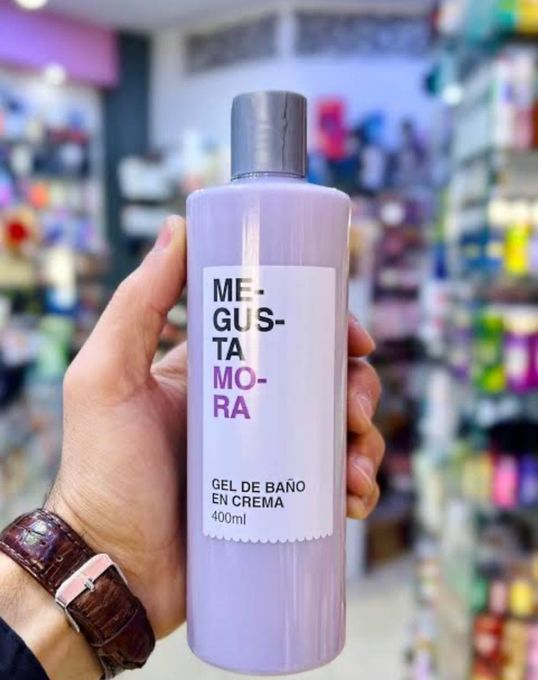 ME-
GUS-
TA
MO-
RA
GEL DE BAÑO
EN CREMA
400ml